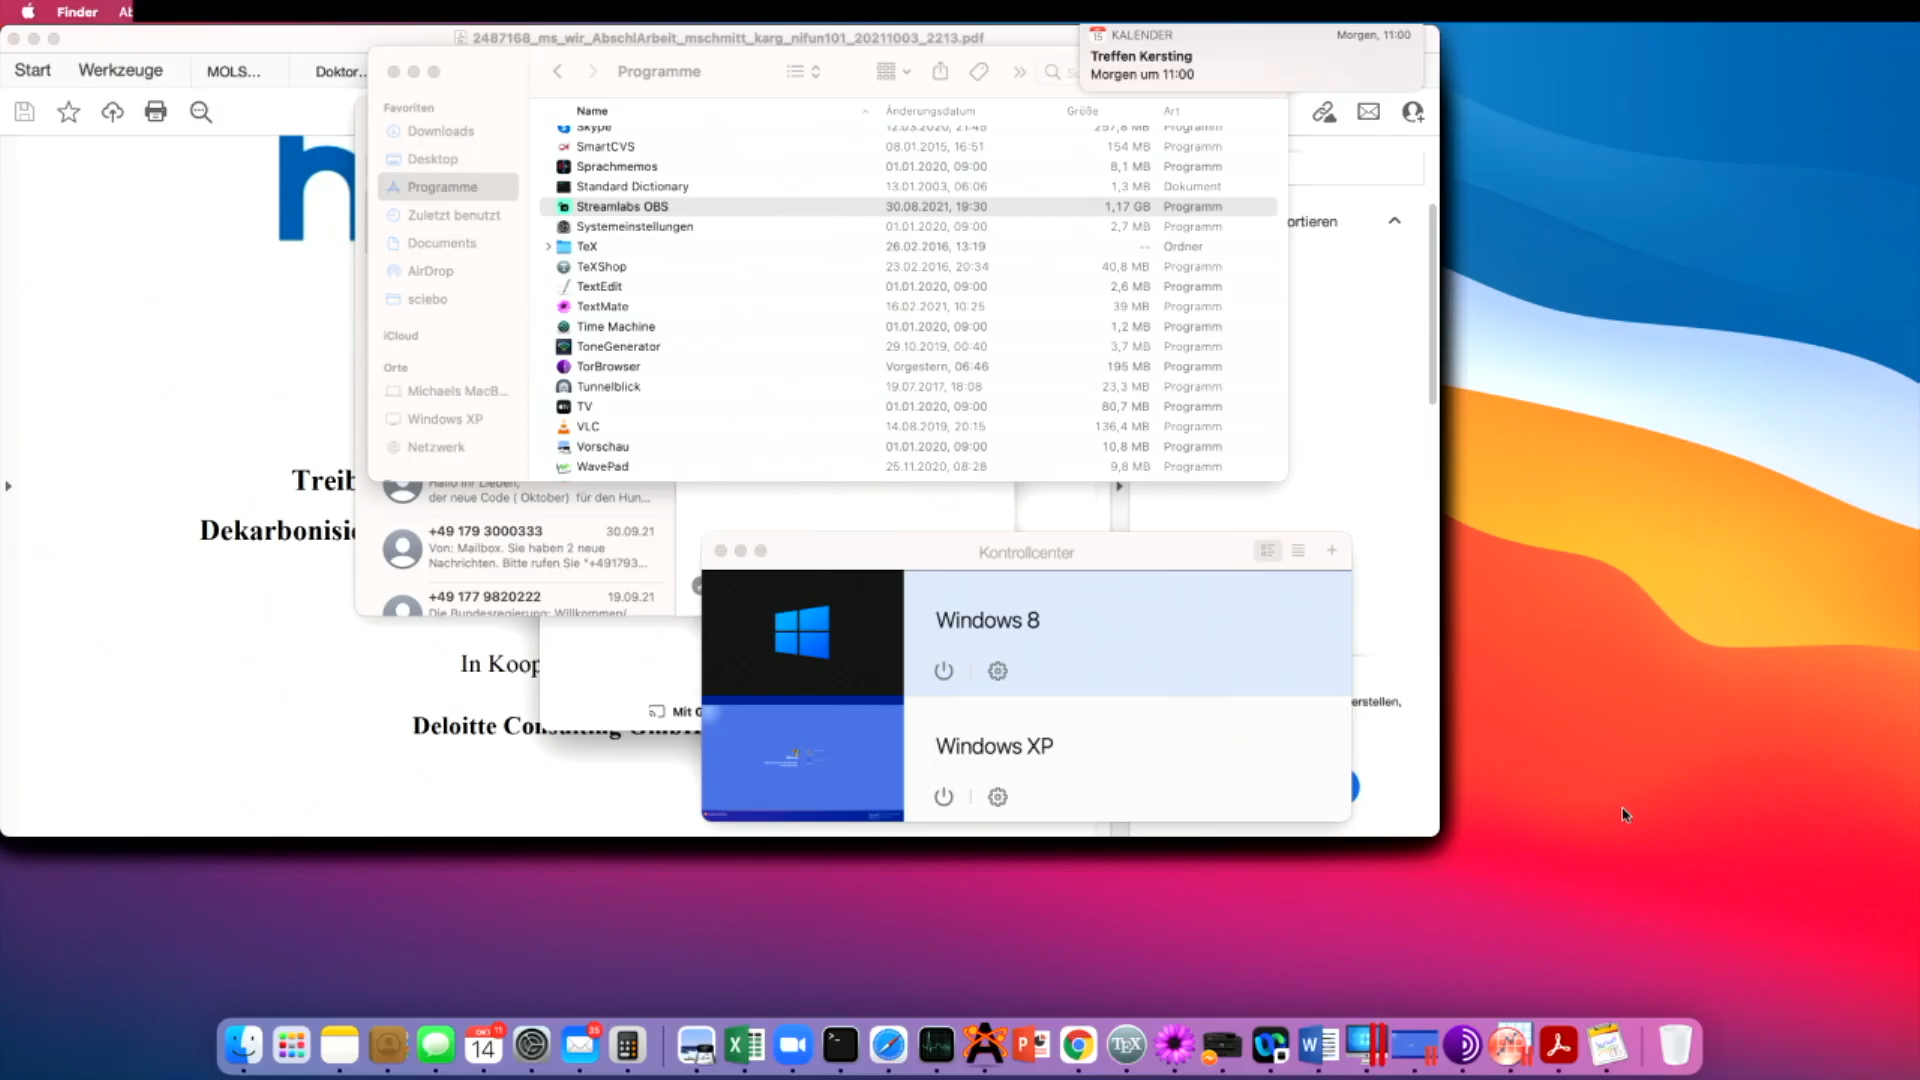 Finder
2487168_ms_wir_AbschlArbeit_mschmitt_karg_nifun101_20211003_2213.pdf
KALENDER
Morgen, 11:00
Treffen Kersting
Morgen um 11:00
Start
Werkzeuge
MOLS...
Doktor...
Programme
Favoriten
Downloads
Desktop
Programme
Zuletzt benutzt
Documents
AirDrop
sciebo
iCloud
Orte
Michaels MacB...
Windows XP
Netzwerk
Name Änderungsdatum Größe Art
Skype 12.03.2020, 21:45 257,8 MB Programm
SmartCVS 08.01.2015, 16:51 154 MB Programm
Sprachmemos 01.01.2020, 09:00 8,1 MB Programm
Standard Dictionary 13.01.2003, 06:06 1,3 MB Dokument
Streamlabs OBS 30.08.2021, 19:30 1,17 GB Programm
Systemeinstellungen 01.01.2020, 09:00 2,7 MB Programm
TeX 26.02.2016, 13:19 -- Ordner
TeXShop 23.02.2016, 20:34 40,8 MB Programm
TextEdit 01.01.2020, 09:00 2,6 MB Programm
TextMate 16.02.2021, 10:25 39 MB Programm
Time Machine 01.01.2020, 09:00 1,2 MB Programm
ToneGenerator 29.10.2019, 00:40 3,7 MB Programm
TorBrowser Vorgestern, 06:46 195 MB Programm
Tunnelblick 19.07.2017, 18:08 23,3 MB Programm
TV 01.01.2020, 09:00 80,7 MB Programm
VLC 14.08.2019, 20:15 136,4 MB Programm
Vorschau 01.01.2020, 09:00 10,8 MB Programm
WavePad 25.11.2020, 08:28 9,8 MB Programm
ortieren
Treib
Dekarbonisie
Hallo ihr Lieben,
der neue Code ( Oktober) für den Hun...
+49 179 3000333 30.09.21
Von: Mailbox. Sie haben 2 neue
Nachrichten. Bitte rufen Sie "+491793...
+49 177 9820222 19.09.21
Die Bundesregierung: Willkommen/
In Koop
Mit G
Deloitte Consulting GmbH
Kontrollcenter
Windows 8
Windows XP
erstellen,
OKT 11
14
35
TEX